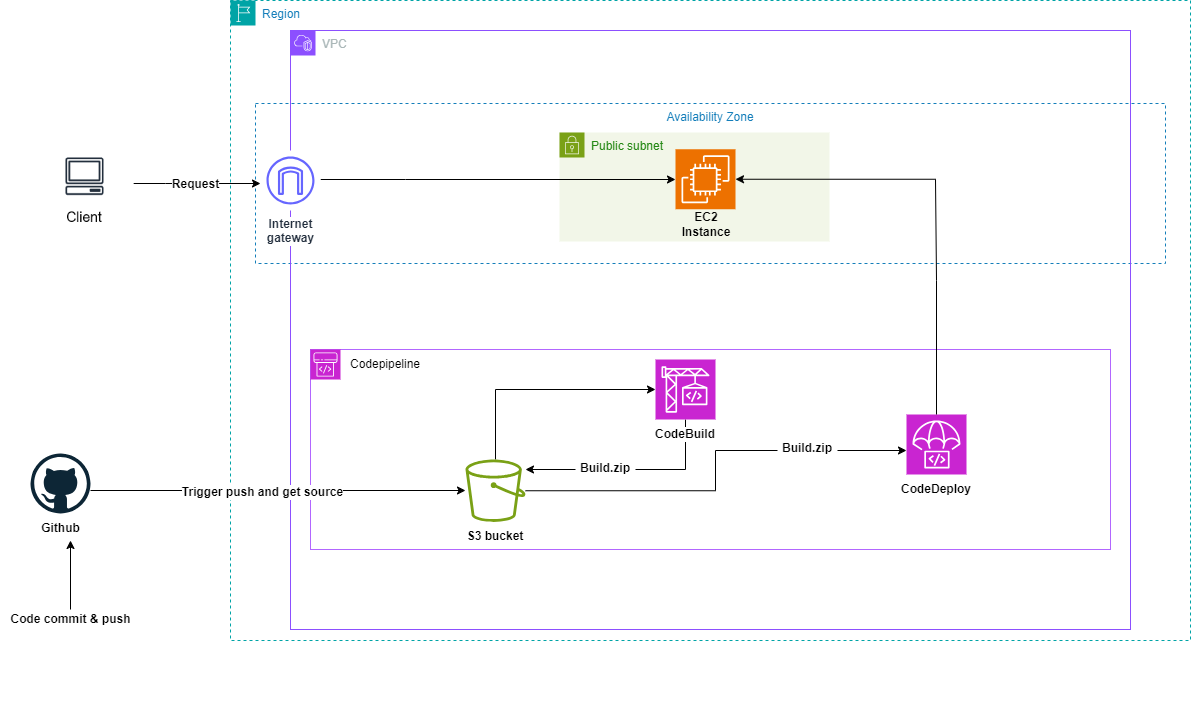 Region
VPC
Availability Zone
Public subnet
Request
Client
EC2
Instance
Internet
gateway
Codepipeline
CodeBuild
Build.zip
Build.zip
Trigger push and get source
CodeDeploy
Github
S3 bucket
Code commit & push